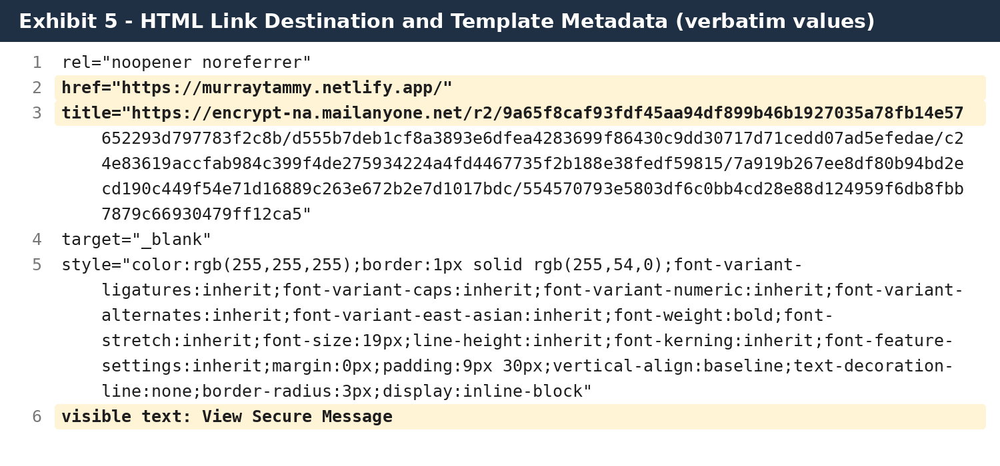 Exhibit 5 - HTML Link Destination and Template Metadata (verbatim values)
1 rel="noopener noreferrer"
2 href="https://murraytammy.netlify.app/"
3 title="https://encrypt-na.mailanyone.net/r2/9a65f8caf93fdf45aa94df899b46b1927035a78fb14e57
652293d797783f2c8b/d555b7deb1cf8a3893e6dfea4283699f86430c9dd30717d71cedd07ad5efedae/c2
4e83619accfab984c399f4de275934224a4fd4467735f2b188e38fedf59815/7a919b267ee8df80b94bd2e
cd190c449f54e71d16889c263e672b2e7d1017bdc/554570793e5803df6c0bb4cd28e88d124959f6db8fbb
7879c66930479ff12ca5"
4 target="_blank"
5 style="color:rgb(255,255,255);border:1px solid rgb(255,54,0);font-variant-
ligatures:inherit;font-variant-caps:inherit;font-variant-numeric:inherit;font-variant-
alternates:inherit;font-variant-east-asian:inherit;font-weight:bold;font-
stretch:inherit;font-size:19px;line-height:inherit;font-kerning:inherit;font-feature-
settings:inherit;margin:0px;padding:9px 30px;vertical-align:baseline;text-decoration-
line:none;border-radius:3px;display:inline-block"
6 visible text: View Secure Message